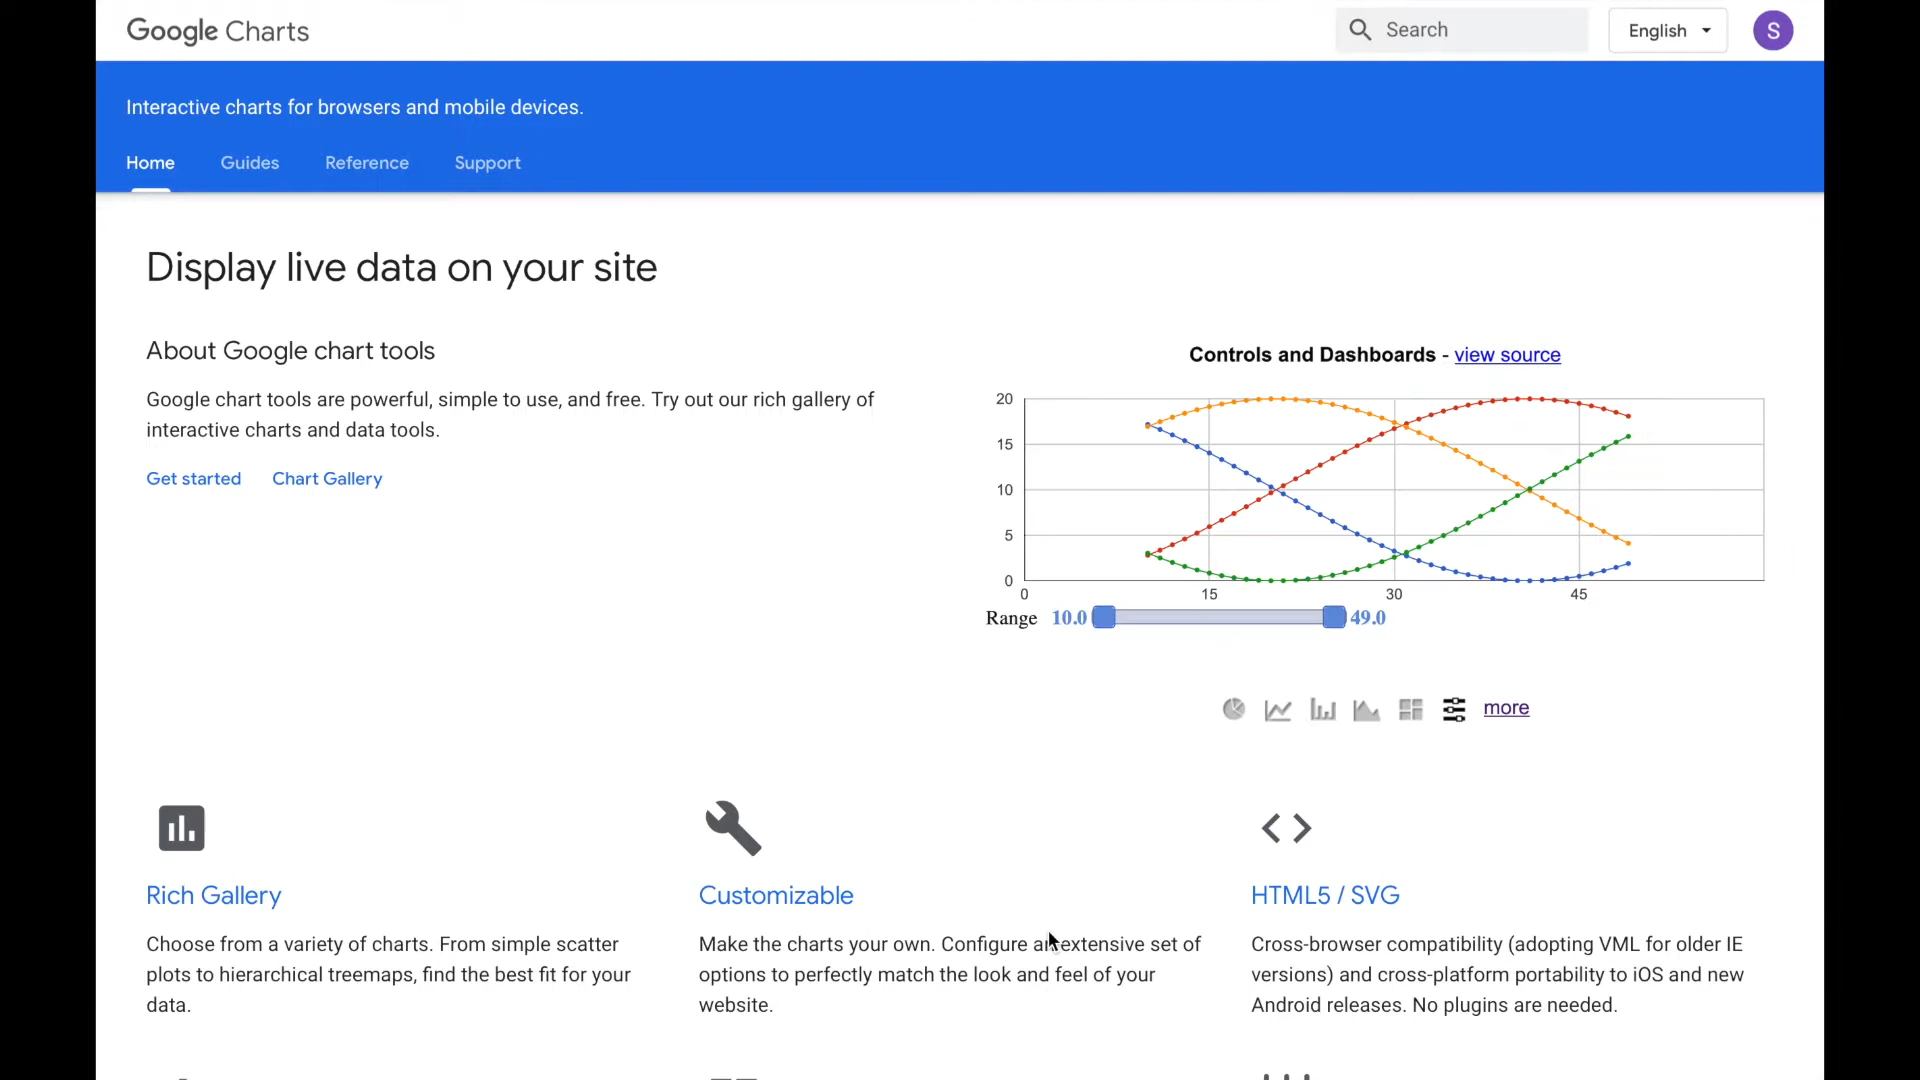 Google Charts
Search
English
S
Interactive charts for browsers and mobile devices.
Home
Guides
Reference
Support
Display live data on your site
About Google chart tools
Google chart tools are powerful, simple to use, and free. Try out our rich gallery of
interactive charts and data tools.
Get started
Chart Gallery
Controls and Dashboards - view source
20
15
10
5
0
0
15
30
45
Range 10.0 49.0
more
Rich Gallery
Choose from a variety of charts. From simple scatter
plots to hierarchical treemaps, find the best fit for your
data.
Customizable
Make the charts your own. Configure an extensive set of
options to perfectly match the look and feel of your
website.
HTML5 / SVG
Cross-browser compatibility (adopting VML for older IE
versions) and cross-platform portability to iOS and new
Android releases. No plugins are needed.